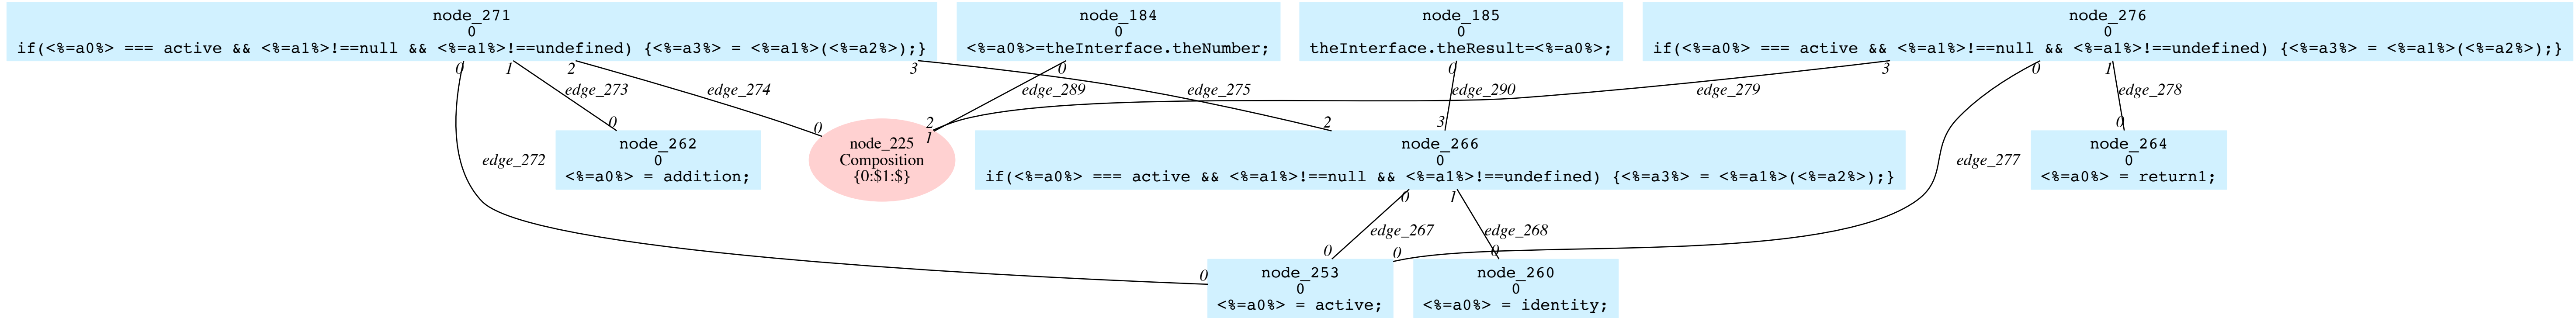 node_271
0
if(<%=a0%> === active && <%=a1%>!==null && <%=a1%>!==undefined) {<%=a3%> = <%=a1%>(<%=a2%>);}
node_184
0
<%=a0%>=theInterface.theNumber;
node_185
0
theInterface.theResult=<%=a0%>;
node_276
0
if(<%=a0%> === active && <%=a1%>!==null && <%=a1%>!==undefined) {<%=a3%> = <%=a1%>(<%=a2%>);}
0 1 2 3 0 0 3 0 1
edge_273 edge_274 edge_289 edge_275 edge_290 edge_279 edge_278
0 0 2 1 2 3 0
node_262
0
<%=a0%> = addition;
node_225
Composition
{0:$1:$}
node_266
0
if(<%=a0%> === active && <%=a1%>!==null && <%=a1%>!==undefined) {<%=a3%> = <%=a1%>(<%=a2%>);}
node_264
0
<%=a0%> = return1;
edge_272
edge_277
0 1
edge_267 edge_268
0 0 0 0
node_253
0
<%=a0%> = active;
node_260
0
<%=a0%> = identity;